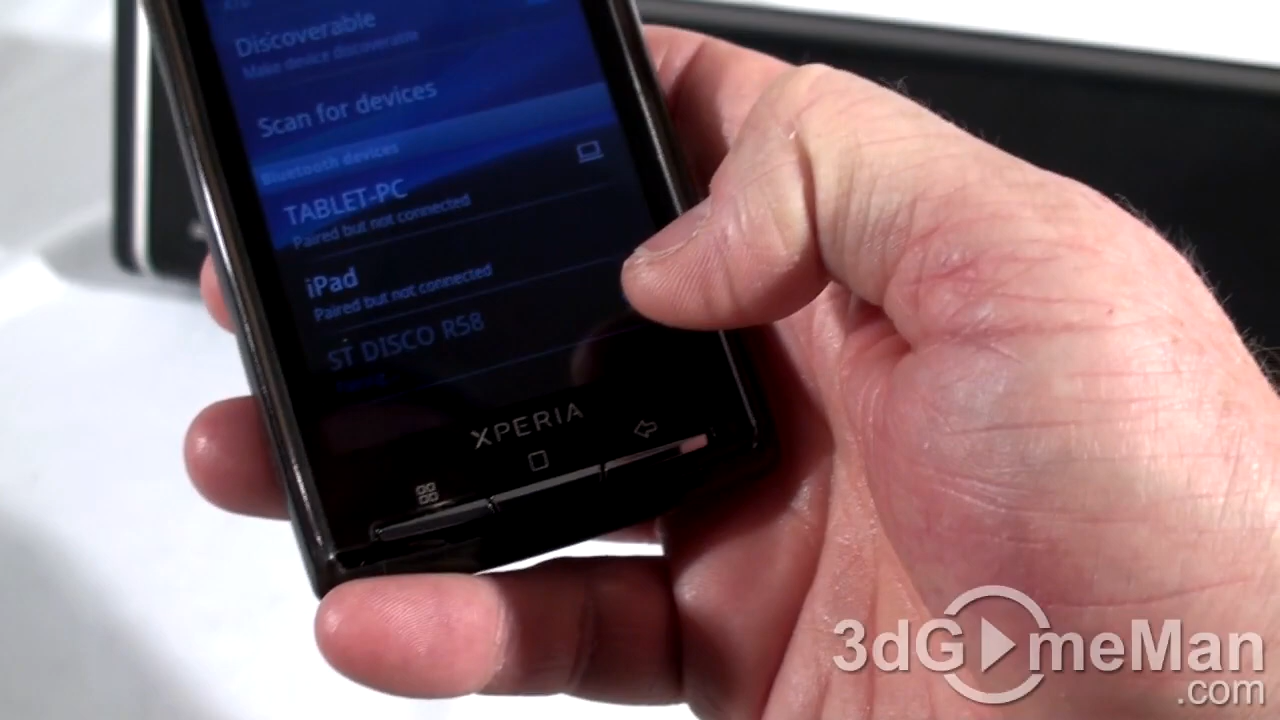 Discoverable
Make device discoverable
Scan for devices
Bluetooth devices
TABLET-PC
Paired but not connected
iPad
Paired but not connected
ST DISCO R58
XPERIA
3dGameMan
.com